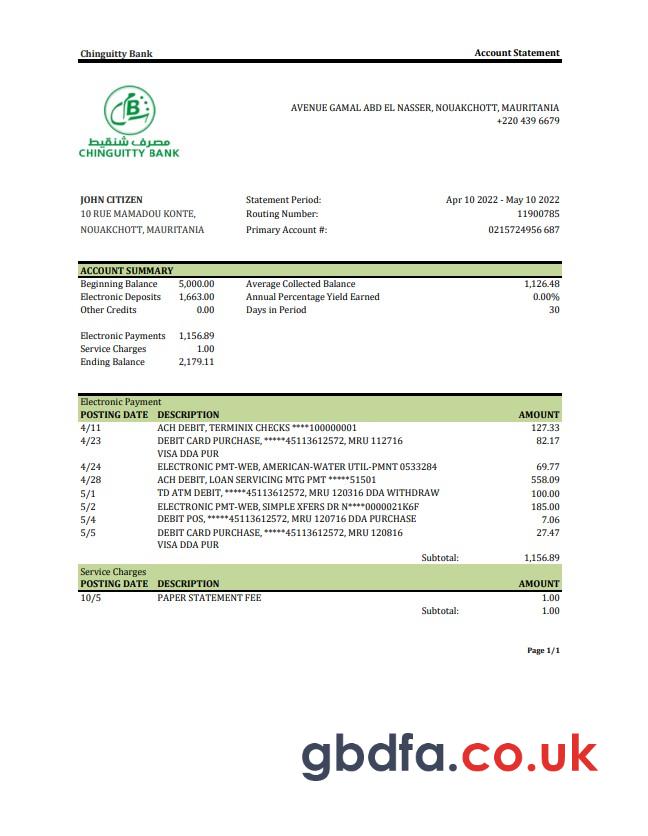 Chinguitty Bank Account Statement
AVENUE GAMAL ABD EL NASSER, NOUAKCHOTT, MAURITANIA
+220 439 6679
مصرف شنقيط
CHINGUITTY BANK
JOHN CITIZEN Statement Period: Apr 10 2022 - May 10 2022
10 RUE MAMADOU KONTE, Routing Number: 11900785
NOUAKCHOTT, MAURITANIA Primary Account #: 0215724956 687
ACCOUNT SUMMARY
Beginning Balance 5,000.00 Average Collected Balance 1,126.48
Electronic Deposits 1,663.00 Annual Percentage Yield Earned 0.00%
Other Credits 0.00 Days in Period 30
Electronic Payments 1,156.89
Service Charges 1.00
Ending Balance 2,179.11
Electronic Payment
POSTING DATE DESCRIPTION AMOUNT
4/11 ACH DEBIT, TERMINIX CHECKS ****100000001 127.33
4/23 DEBIT CARD PURCHASE, *****45113612572, MRU 112716 82.17
VISA DDA PUR
4/24 ELECTRONIC PMT-WEB, AMERICAN-WATER UTIL-PMNT 0533284 69.77
4/28 ACH DEBIT, LOAN SERVICING MTG PMT *****51501 558.09
5/1 TD ATM DEBIT, *****45113612572, MRU 120316 DDA WITHDRAW 100.00
5/2 ELECTRONIC PMT-WEB, SIMPLE XFERS DR N****0000021K6F 185.00
5/4 DEBIT POS, *****45113612572, MRU 120716 DDA PURCHASE 7.06
5/5 DEBIT CARD PURCHASE, *****45113612572, MRU 120816 27.47
VISA DDA PUR
Subtotal: 1,156.89
Service Charges
POSTING DATE DESCRIPTION AMOUNT
10/5 PAPER STATEMENT FEE 1.00
Subtotal: 1.00
Page 1/1
gbdfa.co.uk